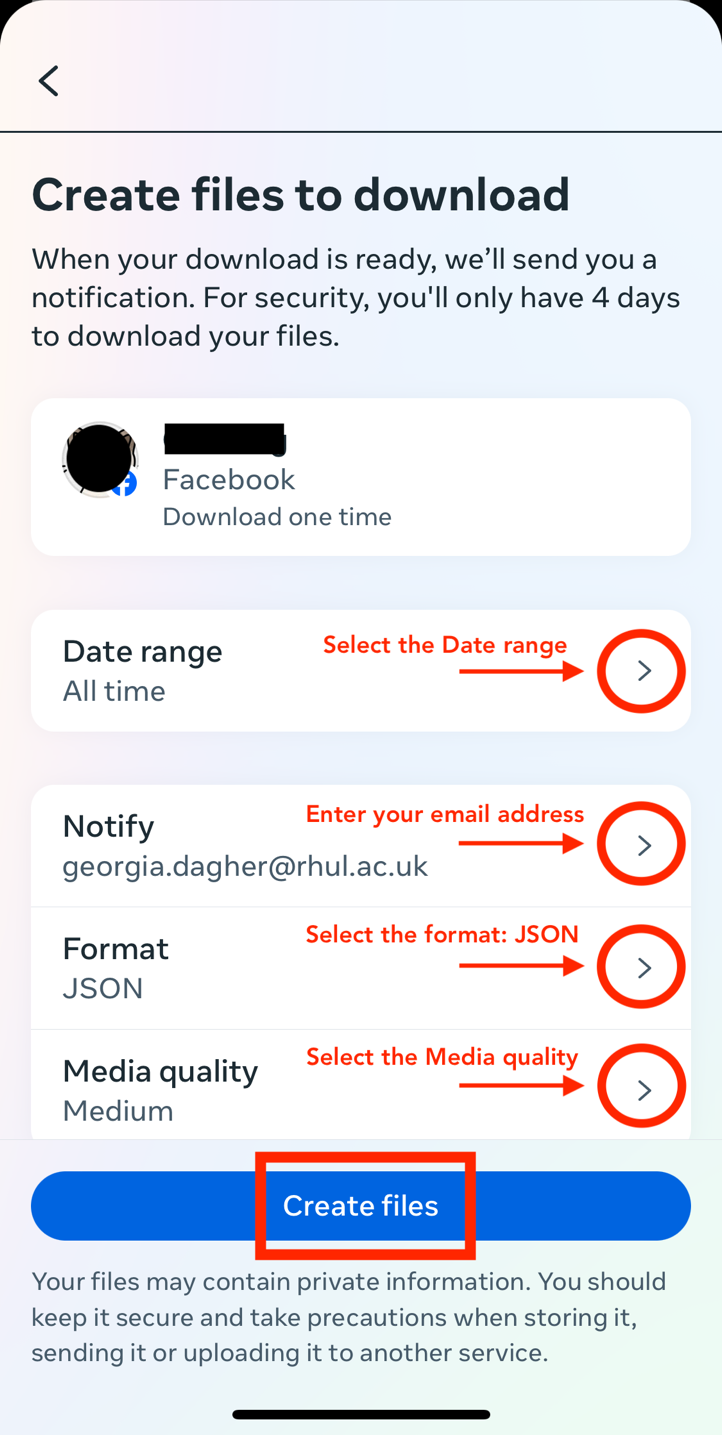 Create files to download
When your download is ready, we’ll send you a
notification. For security, you'll only have 4 days
to download your files.
Facebook
Download one time
Date range
Select the Date range
All time
Notify
Enter your email address
georgia.dagher@rhul.ac.uk
Format
Select the format: JSON
JSON
Media quality
Select the Media quality
Medium
Create files
Your files may contain private information. You should
keep it secure and take precautions when storing it,
sending it or uploading it to another service.